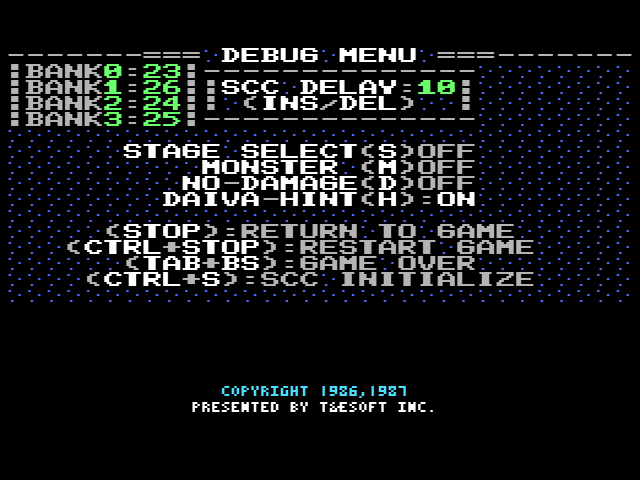 -------=== DEBUG MENU ===-------
BANK0:23
BANK1:26 SCC DELAY:10
BANK2:24 (INS/DEL)
BANK3:25
STAGE SELECT(S)OFF
MONSTER (M)OFF
NO-DAMAGE(D)OFF
DAIVA-HINT(H):ON
(STOP):RETURN TO GAME
(CTRL+STOP):RESTART GAME
(TAB+BS):GAME OVER
(CTRL+S):SCC INITIALIZE
COPYRIGHT 1986,1987
PRESENTED BY T&ESOFT INC.